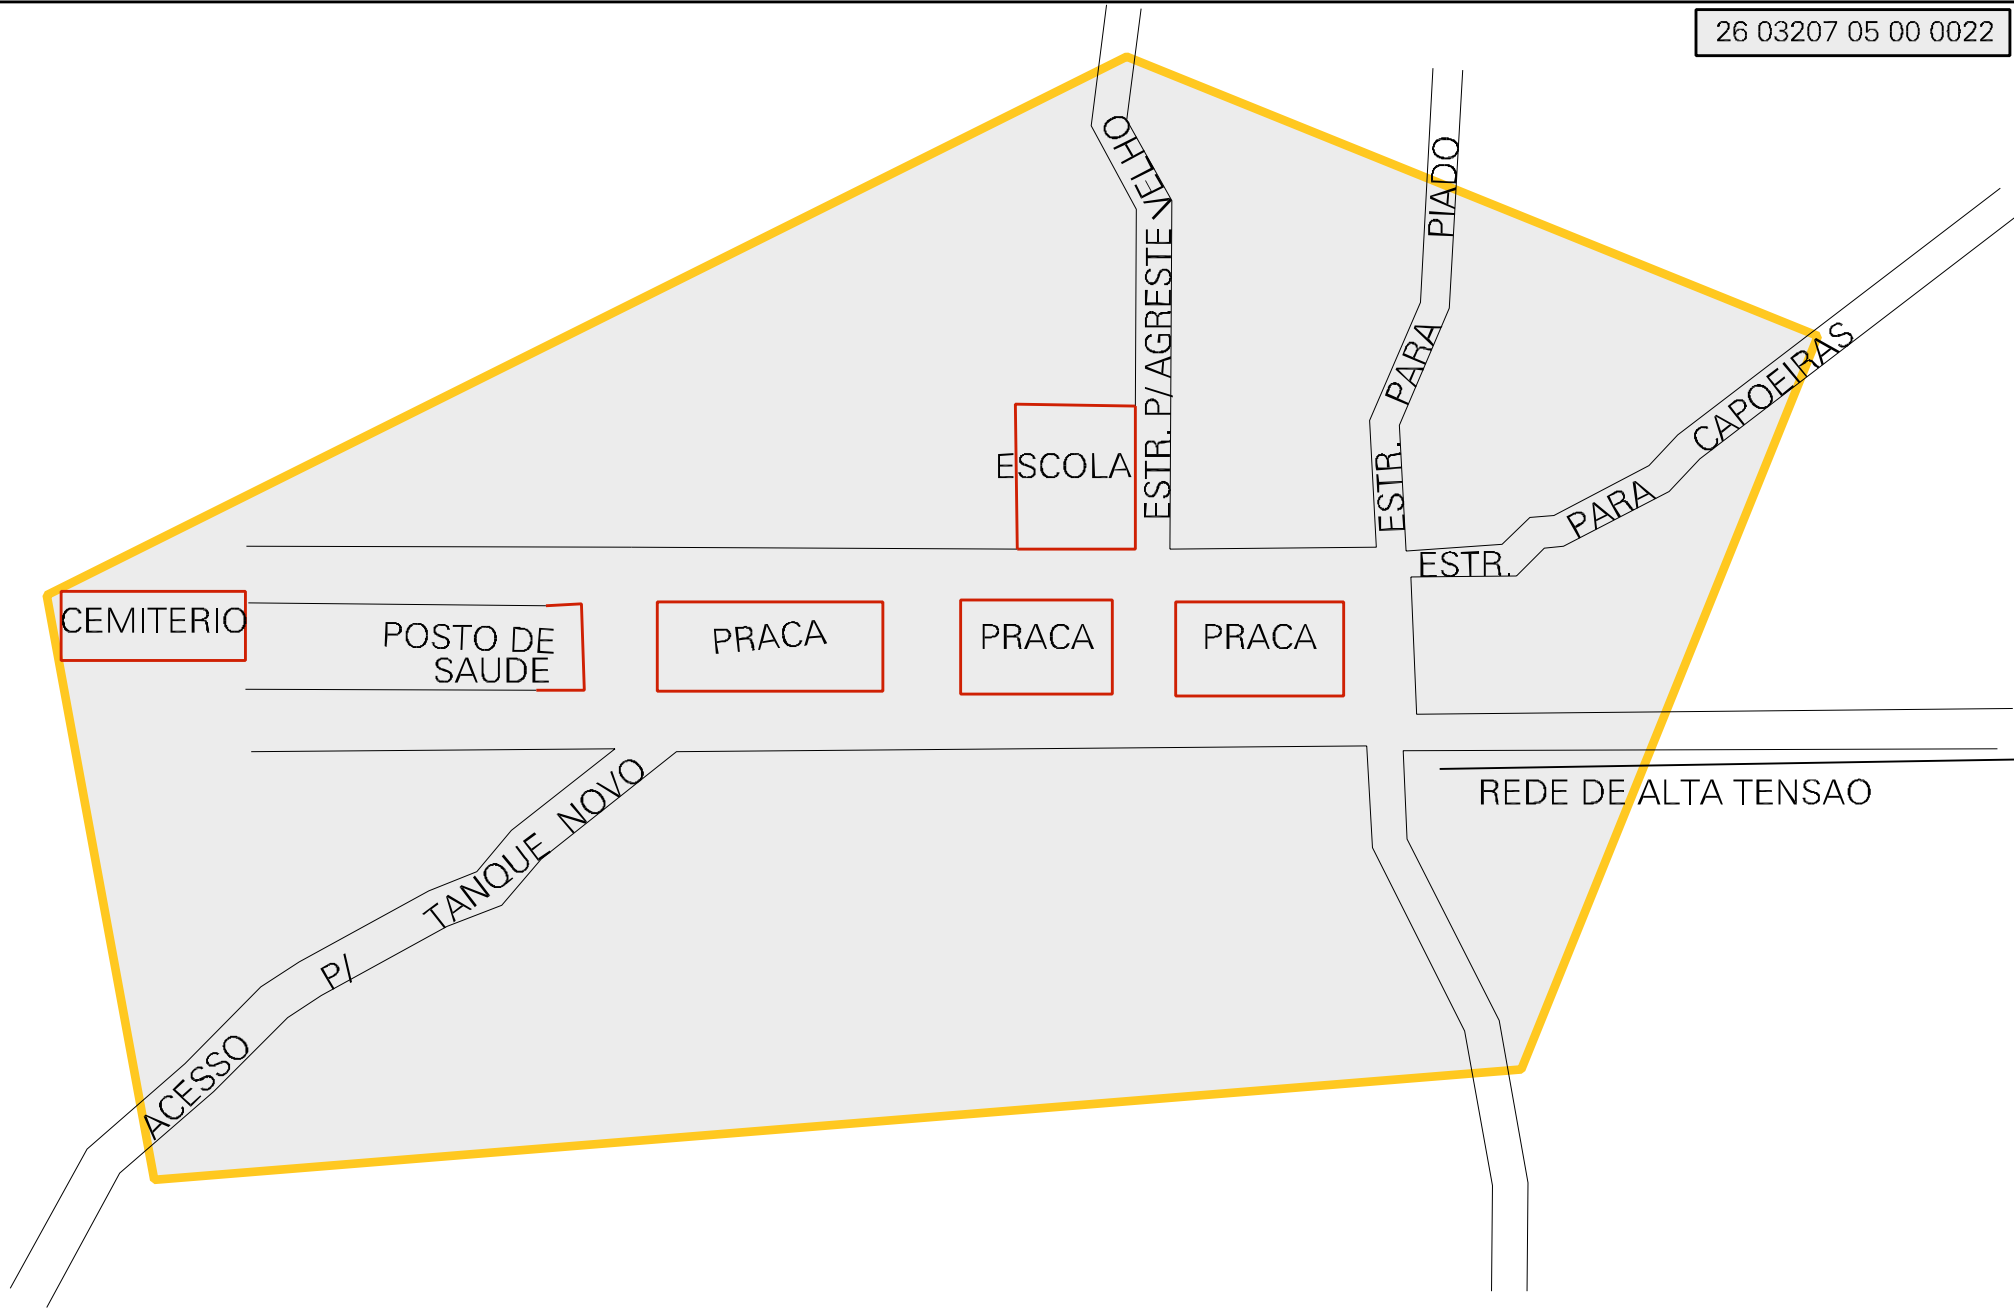 26 03207 05 00 0022
ESTR. P/ AGRESTE VELHO
ESTR. PARA PIADO
ESTR. PARA CAPOEIRAS
ESCOLA
CEMITERIO
POSTO DE
SAUDE
PRACA
PRACA
PRACA
REDE DE ALTA TENSAO
ACESSO P/ TANQUE NOVO